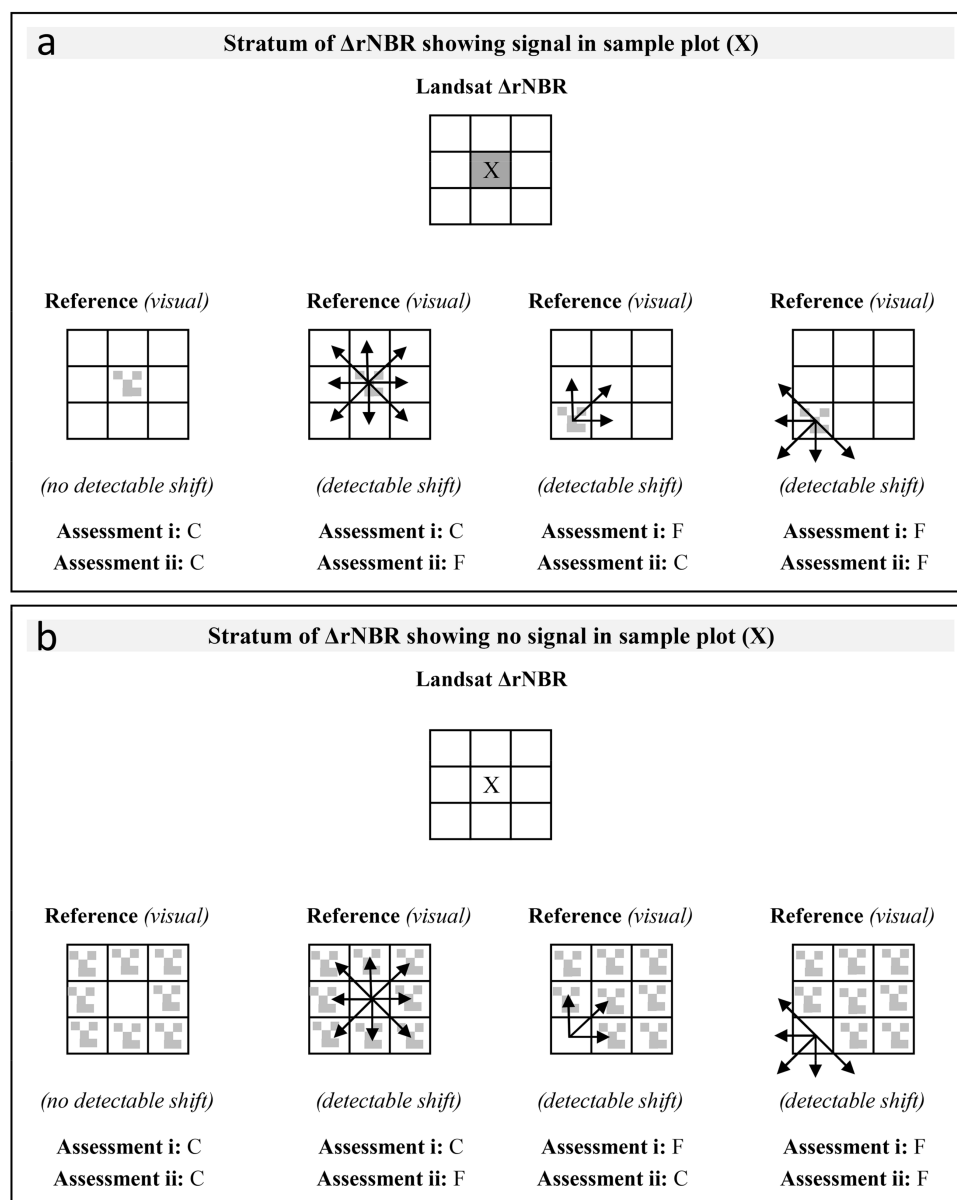 a
Stratum of ΔrNBR showing signal in sample plot (X)
Landsat ΔrNBR
X
Reference (visual) Reference (visual) Reference (visual) Reference (visual)
(no detectable shift) (detectable shift) (detectable shift) (detectable shift)
Assessment i: C Assessment i: C Assessment i: F Assessment i: F
Assessment ii: C Assessment ii: F Assessment ii: C Assessment ii: F
b
Stratum of ΔrNBR showing no signal in sample plot (X)
Landsat ΔrNBR
X
Reference (visual) Reference (visual) Reference (visual) Reference (visual)
(no detectable shift) (detectable shift) (detectable shift) (detectable shift)
Assessment i: C Assessment i: C Assessment i: F Assessment i: F
Assessment ii: C Assessment ii: F Assessment ii: C Assessment ii: F